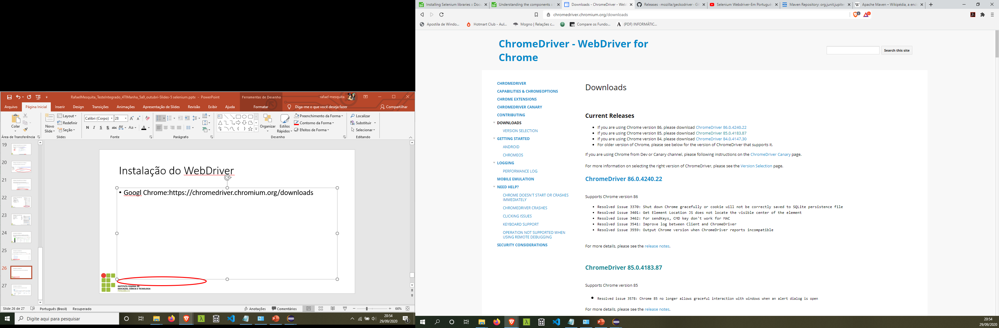 RafaelMesquita_TesteIntegrado_4TIManha_5a9_outubri-Slides-5 selenium.pptx - PowerPoint
Ferramentas de Desenho
rafael mesquita
Arquivo
Página Inicial
Inserir
Design
Transições
Animações
Apresentação de Slides
Revisão
Exibir
Ajuda
Formatar
Diga-me o que você deseja fazer
Compartilhar
Colar
Área de Transferência
Novo
Slide
Layout
Redefinir
Seção
Slides
Calibri (Corpo)
28
N I S S abc AV Aa A
Fonte
Parágrafo
Organizar
Estilos
Rápidos
Preenchimento da Forma
Contorno da Forma
Efeitos de Forma
Desenho
Localizar
Substituir
Selecionar
Editando
19
20
21
22
23
24
25
26
27
Instalação do WebDriver
• Googl Chrome:https://chromedriver.chromium.org/downloads
INSTITUTO FEDERAL DE
EDUCAÇÃO, CIÊNCIA E TECNOLOGIA
PERNAMBUCO
Slide 26 de 27
Português (Brasil)
Recuperado
Anotações
Comentários
66%
Digite aqui para pesquisar
20:54
29/09/2020
1
Installing Selenium libraries :: Docu
Understanding the components ::
Downloads - ChromeDriver - Web
Releases · mozilla/geckodriver · Gi
Selenium Webdriver-Em Portuguê
Maven Repository: org.junit.jupiter
Apache Maven – Wikipédia, a enci
chromedriver.chromium.org/downloads
2
1
Apostila de Windo...
Hotmart Club - Aul...
Mogno | Relações c...
Compare os Fundo...
(PDF) INFORMÁTIC...
ChromeDriver - WebDriver for
Chrome
Search this site
CHROMEDRIVER
CAPABILITIES & CHROMEOPTIONS
CHROME EXTENSIONS
CHROMEDRIVER CANARY
CONTRIBUTING
DOWNLOADS
VERSION SELECTION
GETTING STARTED
ANDROID
CHROMEOS
LOGGING
PERFORMANCE LOG
MOBILE EMULATION
NEED HELP?
CHROME DOESN'T START OR CRASHES
IMMEDIATELY
CHROMEDRIVER CRASHES
CLICKING ISSUES
KEYBOARD SUPPORT
OPERATION NOT SUPPORTED WHEN
USING REMOTE DEBUGGING
SECURITY CONSIDERATIONS
Downloads
Current Releases
• If you are using Chrome version 86, please download ChromeDriver 86.0.4240.22
• If you are using Chrome version 85, please download ChromeDriver 85.0.4183.87
• If you are using Chrome version 84, please download ChromeDriver 84.0.4147.30
• For older version of Chrome, please see below for the version of ChromeDriver that supports it.
If you are using Chrome from Dev or Canary channel, please following instructions on the ChromeDriver Canary page.
For more information on selecting the right version of ChromeDriver, please see the Version Selection page.
ChromeDriver 86.0.4240.22
Supports Chrome version 86
• Resolved issue 3370: Shut down Chrome gracefully or cookie will not be correctly saved to SQLite persistence file
• Resolved issue 3401: Get Element Location JS does not locate the visible center of the element
• Resolved issue 3462: For sendKeys, CMD key don't work for MAC
• Resolved issue 3541: Improve log between Client and ChromeDriver
• Resolved issue 3559: Output Chrome version when ChromeDriver reports incompatible
For more details, please see the release notes.
ChromeDriver 85.0.4183.87
Supports Chrome version 85
• Resolved issue 3578: Chrome 85 no longer allows graceful interaction with windows when an alert dialog is open
For more details, please see the release notes.
20:54
29/09/2020